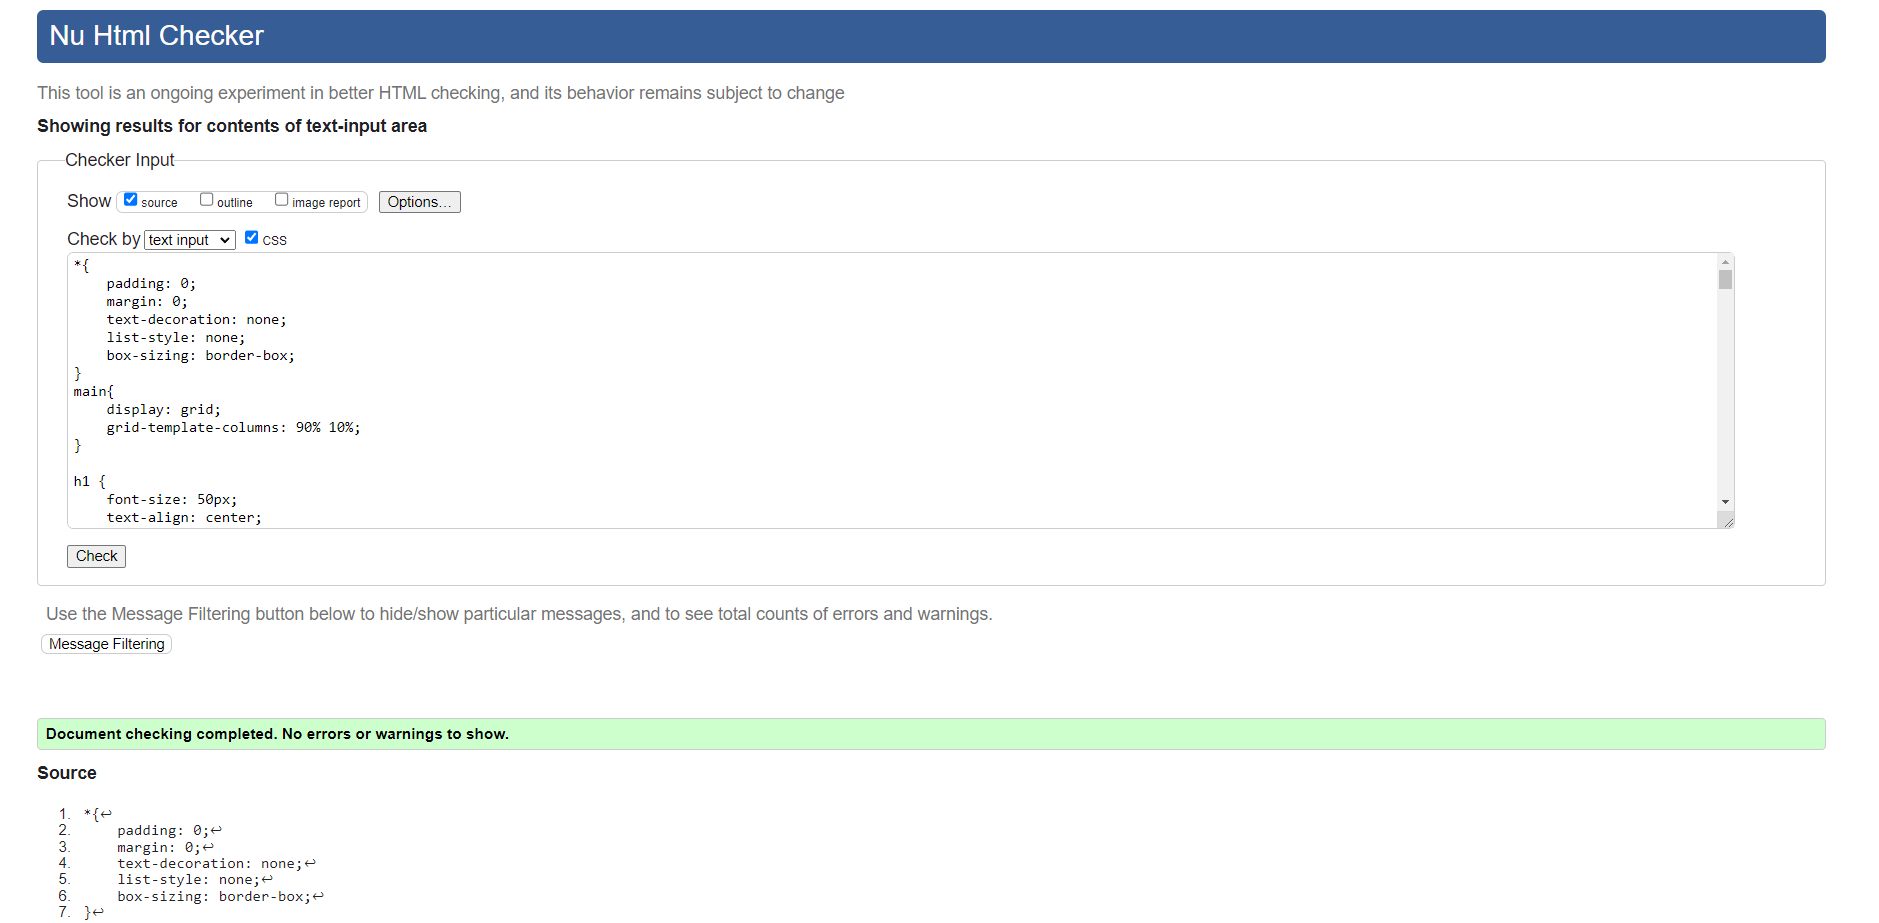 Nu Html Checker
This tool is an ongoing experiment in better HTML checking, and its behavior remains subject to change
Showing results for contents of text-input area
Checker Input
Show source outline image report Options...
Check by text input CSS
*{
    padding: 0;
    margin: 0;
    text-decoration: none;
    list-style: none;
    box-sizing: border-box;
}
main{
    display: grid;
    grid-template-columns: 90% 10%;
}
h1 {
    font-size: 50px;
    text-align: center;
Check
Use the Message Filtering button below to hide/show particular messages, and to see total counts of errors and warnings.
Message Filtering
Document checking completed. No errors or warnings to show.
Source
1. *{↩
2.     padding: 0;↩
3.     margin: 0;↩
4.     text-decoration: none;↩
5.     list-style: none;↩
6.     box-sizing: border-box;↩
7. }↩